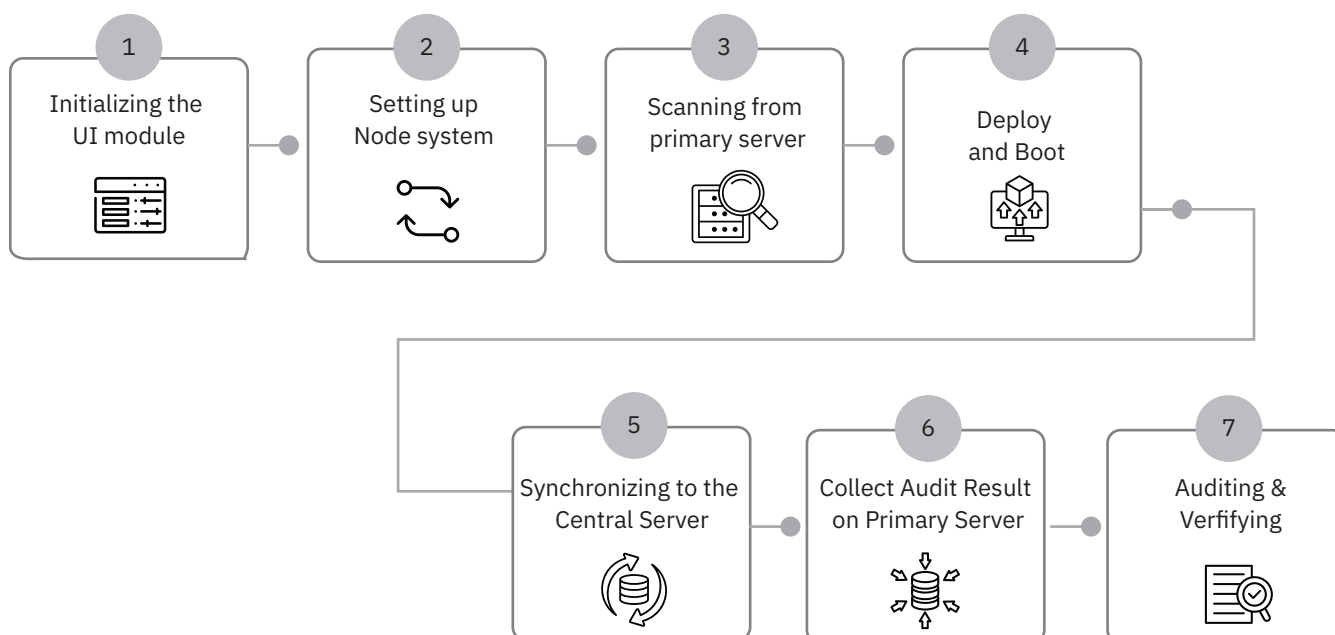 1
Initializing the
UI module
2
Setting up
Node system
3
Scanning from
primary server
4
Deploy
and Boot
5
Synchronizing to the
Central Server
6
Collect Audit Result
on Primary Server
7
Auditing &
Verfifying